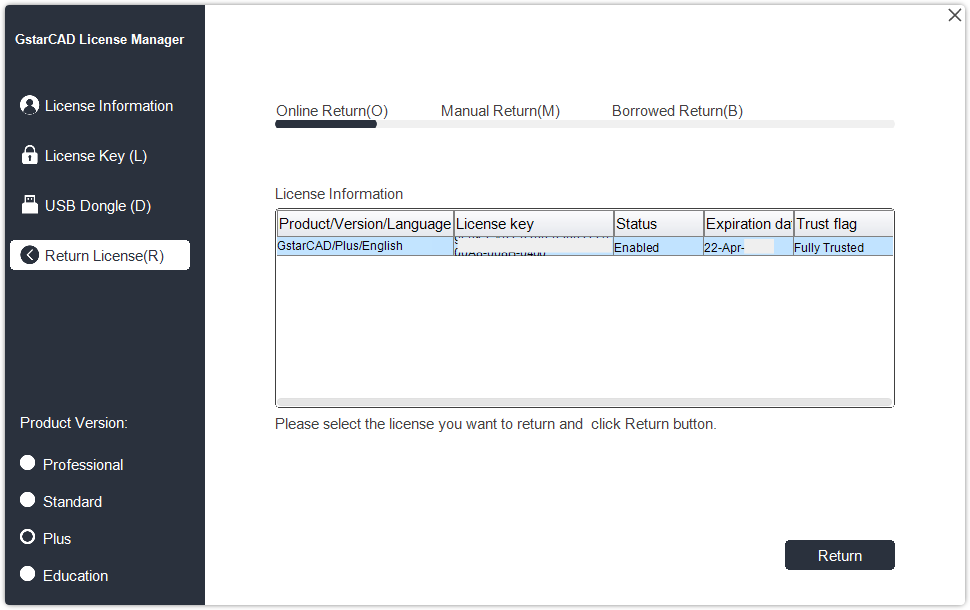 GstarCAD License Manager
License Information
License Key (L)
USB Dongle (D)
Return License(R)
Product Version:
Professional
Standard
Plus
Education
Online Return(O) Manual Return(M) Borrowed Return(B)
License Information
Product/Version/Language License key Status Expiration da Trust flag
GstarCAD/Plus/English Enabled 22-Apr- Fully Trusted
Please select the license you want to return and click Return button.
Return